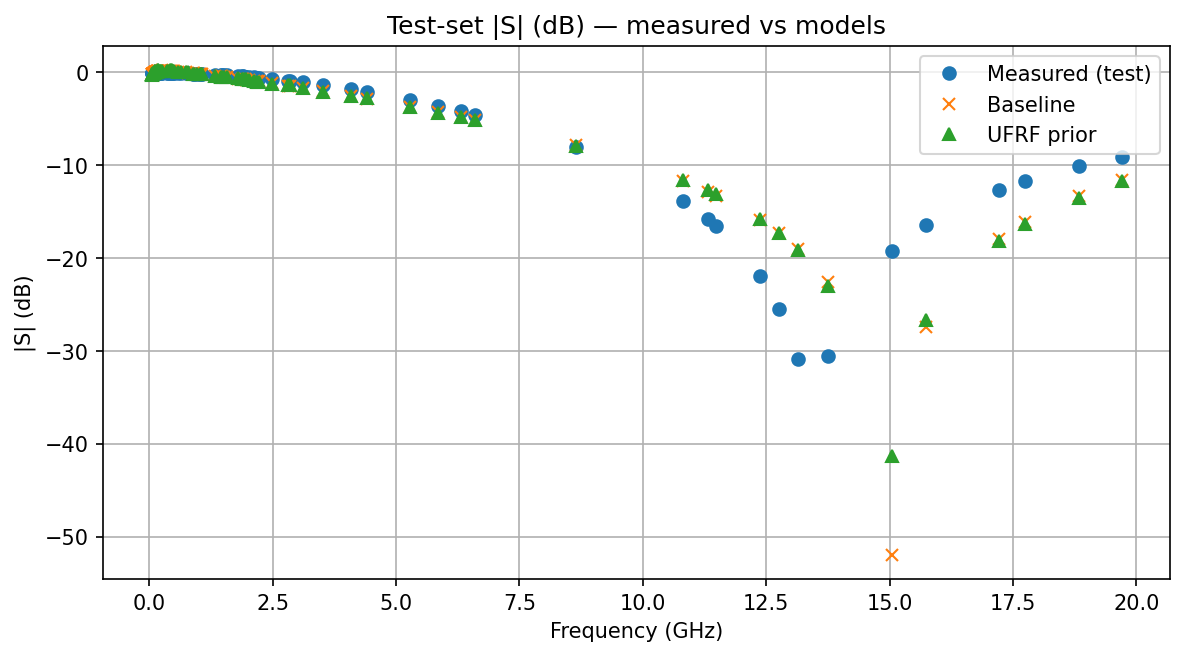 Test-set |S| (dB) — measured vs models
Measured (test)
Baseline
UFRF prior
0
−10
−20
−30
−40
−50
|S| (dB)
0.0 2.5 5.0 7.5 10.0 12.5 15.0 17.5 20.0
Frequency (GHz)